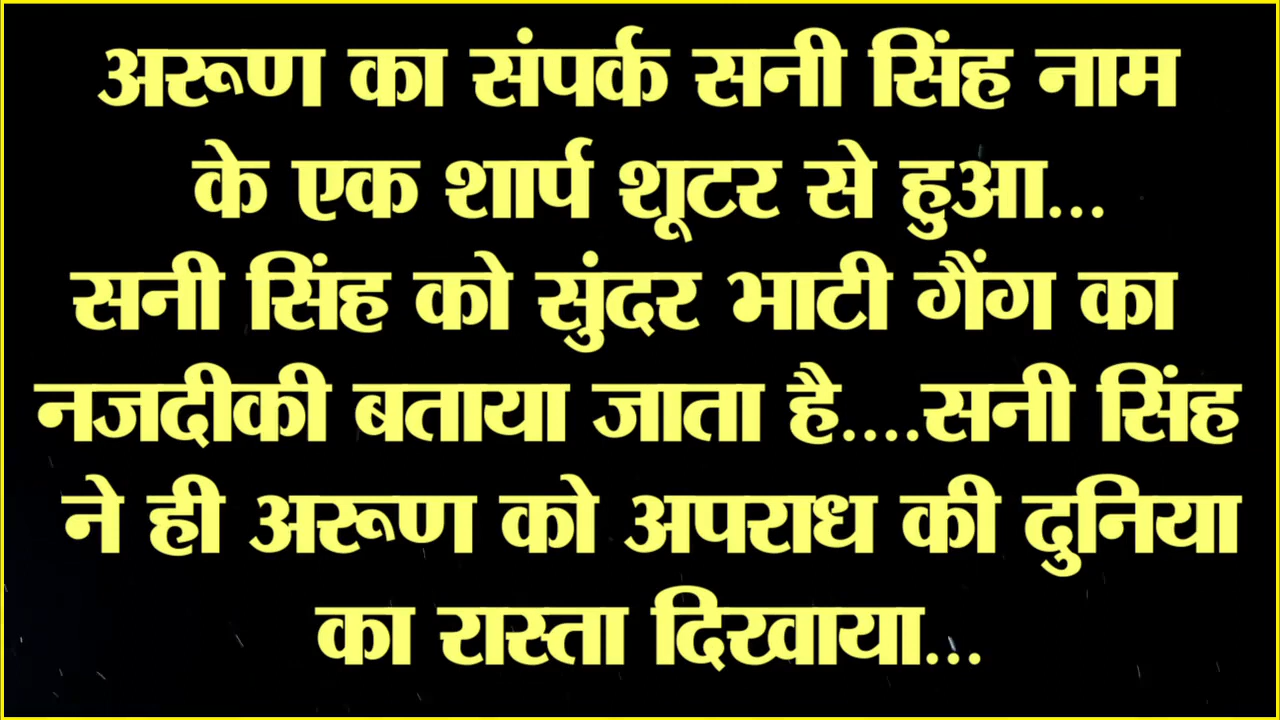 अरूण का संपर्क सनी सिंह नाम
के एक शार्प शूटर से हुआ...
सनी सिंह को सुंदर भाटी गैंग का
नजदीकी बताया जाता है....सनी सिंह
ने ही अरूण को अपराध की दुनिया
का रास्ता दिखाया...